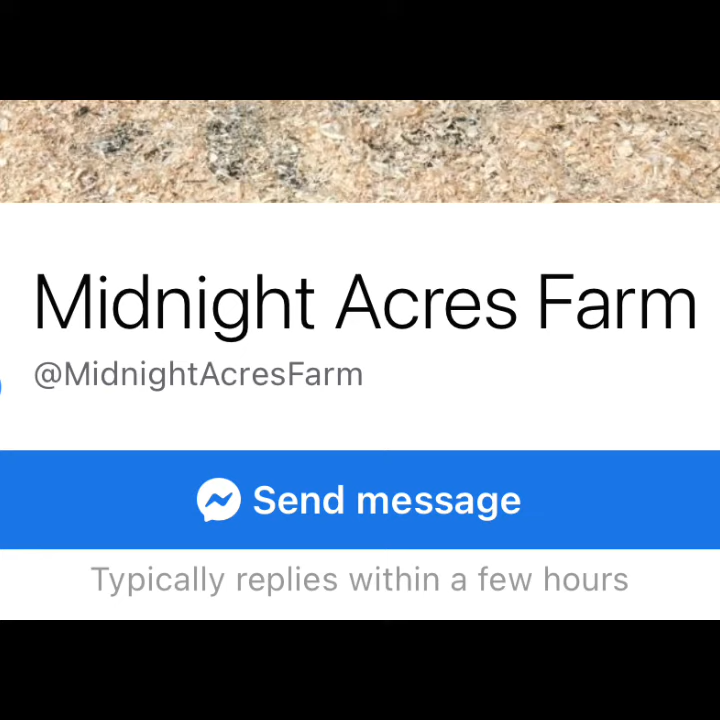 Midnight Acres Farm
@MidnightAcresFarm
Send message
Typically replies within a few hours